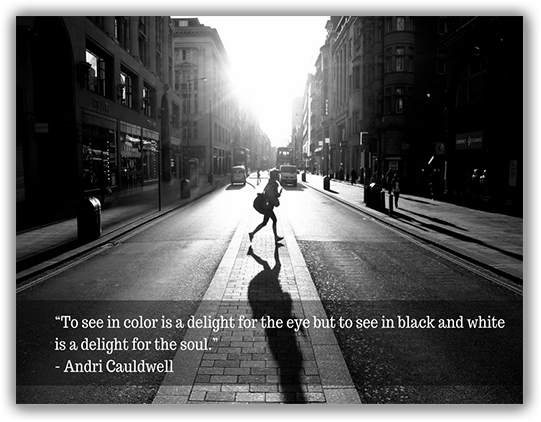 “To see in color is a delight for the eye but to see in black and white
is a delight for the soul.”
- Andri Cauldwell